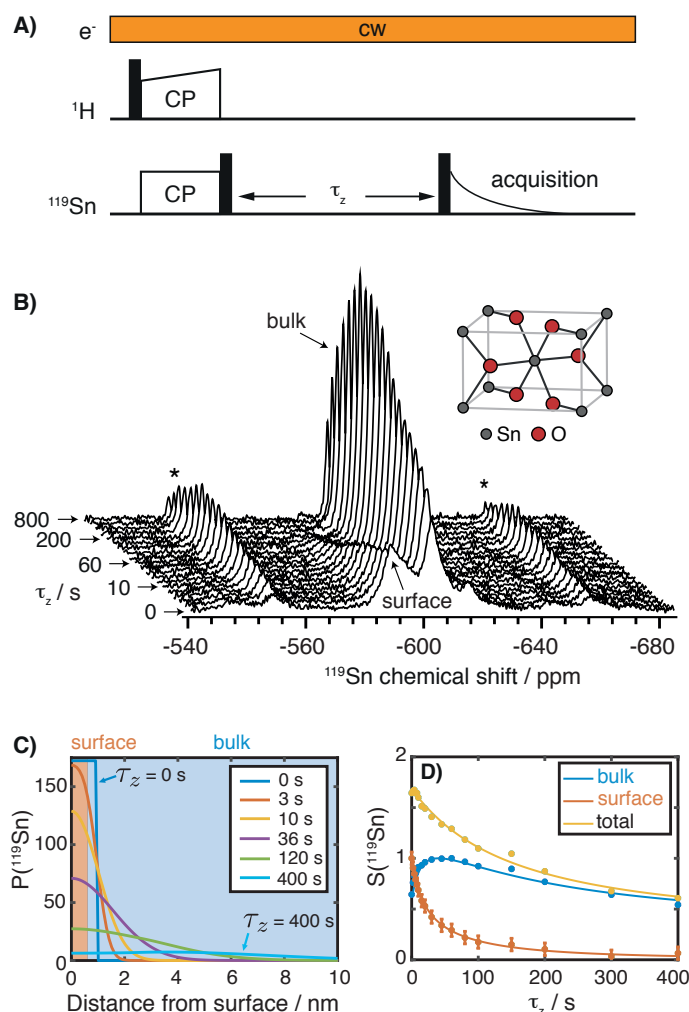 A)
e-
cw
1H
CP
119Sn
CP
τz
acquisition
B)
bulk
*
*
Sn O
800
200
60
τz / s
10
0
surface
-540 -560 -600 -640 -680
119Sn chemical shift / ppm
C)
surface bulk
τz = 0 s
0 s
3 s
10 s
36 s
120 s
400 s
τz = 400 s
P(119Sn)
150
100
50
0
0 2 4 6 8 10
Distance from surface / nm
D)
bulk
surface
total
S(119Sn)
2
1
0
0 100 200 300 400
τz / s